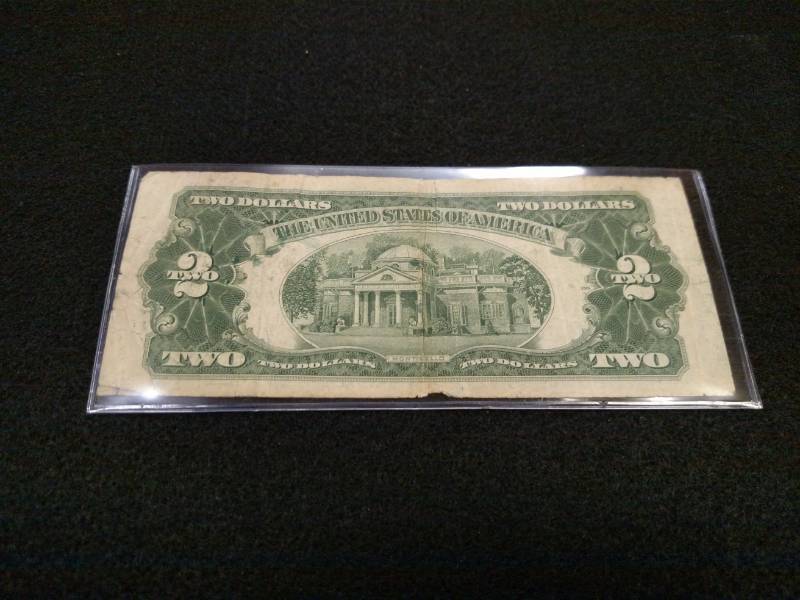 TWO DOLLARS TWO DOLLARS
THE UNITED STATES OF AMERICA
2 2
TWO TWO
MONTICELLO
TWO TWO DOLLARS TWO DOLLARS TWO